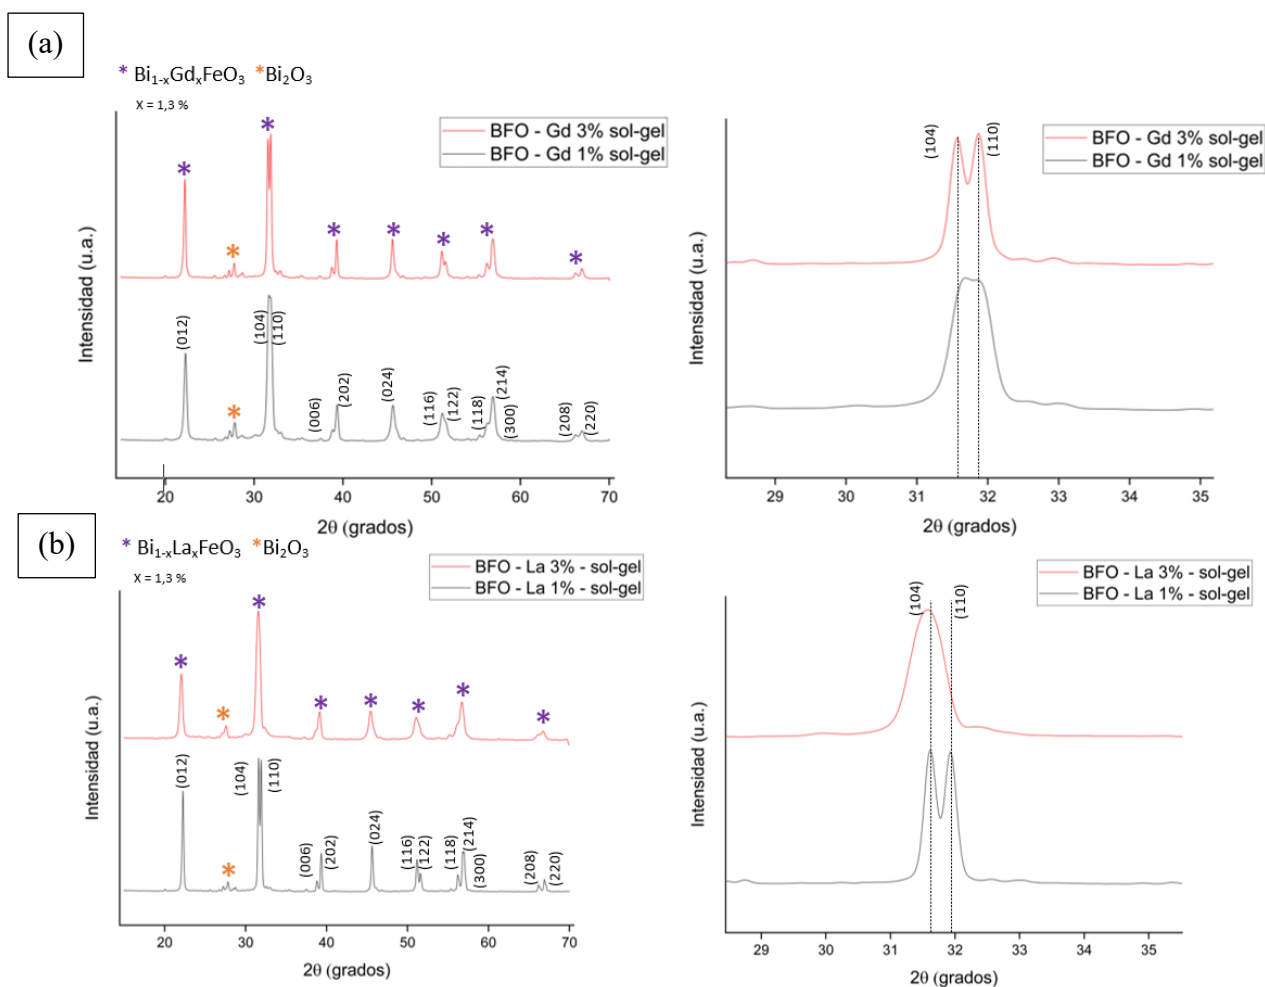 (a)
* Bi₁₋ₓGdₓFeO₃ *Bi₂O₃
X = 1,3 %
BFO - Gd 3% sol-gel
BFO - Gd 1% sol-gel
Intensidad (u.a.)
(012)
(104)
(110)
(006)
(202)
(024)
(116)
(122)
(118)
(214)
(300)
(208)
(220)
20 30 40 50 60 70
2θ (grados)
BFO - Gd 3% sol-gel
BFO - Gd 1% sol-gel
(104)
(110)
Intensidad (u.a.)
29 30 31 32 33 34 35
2θ (grados)
(b)
* Bi₁₋ₓLaₓFeO₃ *Bi₂O₃
X = 1,3 %
BFO - La 3% - sol-gel
BFO - La 1% - sol-gel
Intensidad (u.a.)
(012)
(104)
(110)
(006)
(202)
(024)
(116)
(122)
(118)
(214)
(300)
(208)
(220)
20 30 40 50 60 70
2θ (grados)
BFO - La 3% - sol-gel
BFO - La 1% - sol-gel
(104)
(110)
Intensidad (u.a.)
29 30 31 32 33 34 35
2θ (grados)